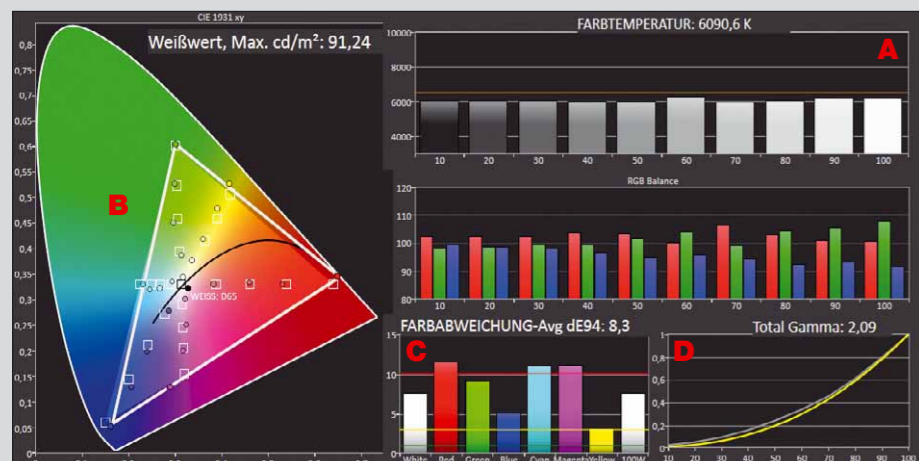 CIE 1931 xy
Weißwert, Max. cd/m²: 91,24
0,8
0,7
0,65
0,6
0,55
0,5
0,45
0,4
0,35
0,3
0,25
0,2
0,15
0,1
0,05
0
B
WEISS: D65
FARBTEMPERATUR: 6090,6 K
A
10000
8000
6000
4000
10 20 30 40 50 60 70 80 90 100
RGB Balance
120
110
100
90
80
10 20 30 40 50 60 70 80 90 100
FARBABWEICHUNG-Avg dE94: 8,3
C
15
10
5
0
White Red Green Blue Cyan Magenta Yellow 100W
Total Gamma: 2,09
D
1
0,8
0,6
0,4
0,2
0
10 20 30 40 50 60 70 80 90 100